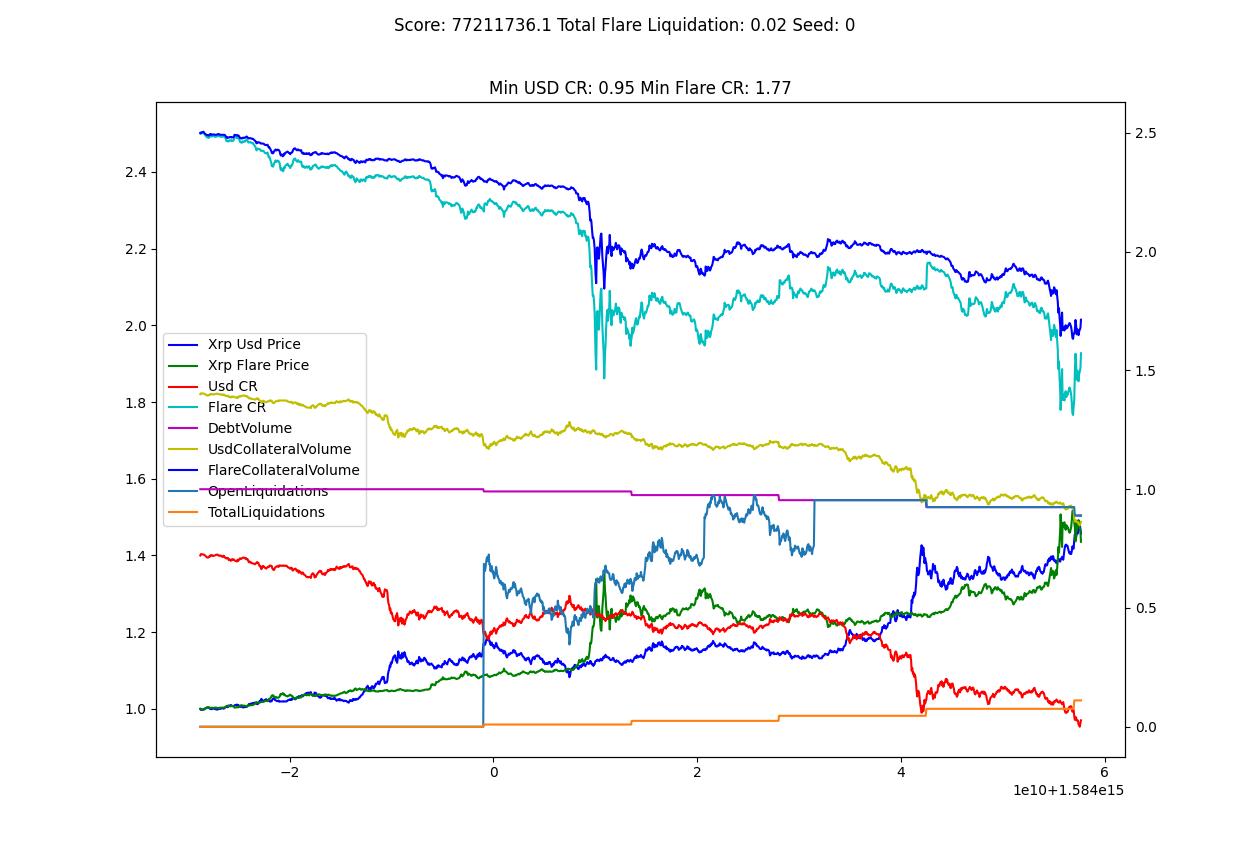 Score: 77211736.1 Total Flare Liquidation: 0.02 Seed: 0
Min USD CR: 0.95 Min Flare CR: 1.77
2.4
2.2
2.0
1.8
1.6
1.4
1.2
1.0
Xrp Usd Price
Xrp Flare Price
Usd CR
Flare CR
DebtVolume
UsdCollateralVolume
FlareCollateralVolume
OpenLiquidations
TotalLiquidations
2.5
2.0
1.5
1.0
0.5
0.0
−2 0 2 4 6
1e10+1.584e15